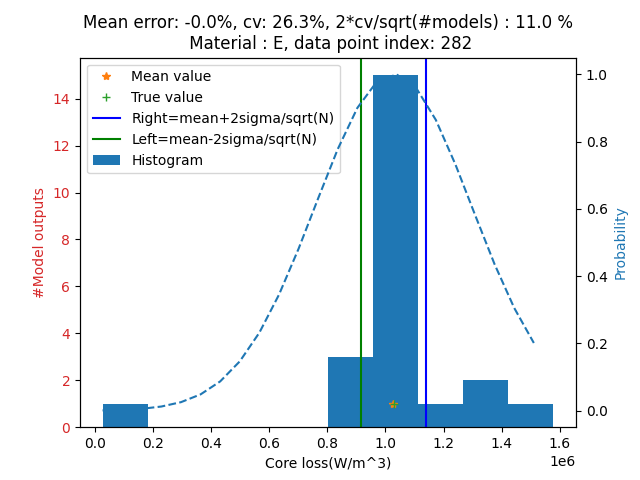 Mean error: -0.0%, cv: 26.3%, 2*cv/sqrt(#models) : 11.0 %
Material : E, data point index: 282
Mean value
True value
Right=mean+2sigma/sqrt(N)
Left=mean-2sigma/sqrt(N)
Histogram
#Model outputs
14
12
10
8
6
4
2
0
1.0
0.8
0.6
0.4
0.2
0.0
Probability
0.0 0.2 0.4 0.6 0.8 1.0 1.2 1.4 1.6
1e6
Core loss(W/m^3)